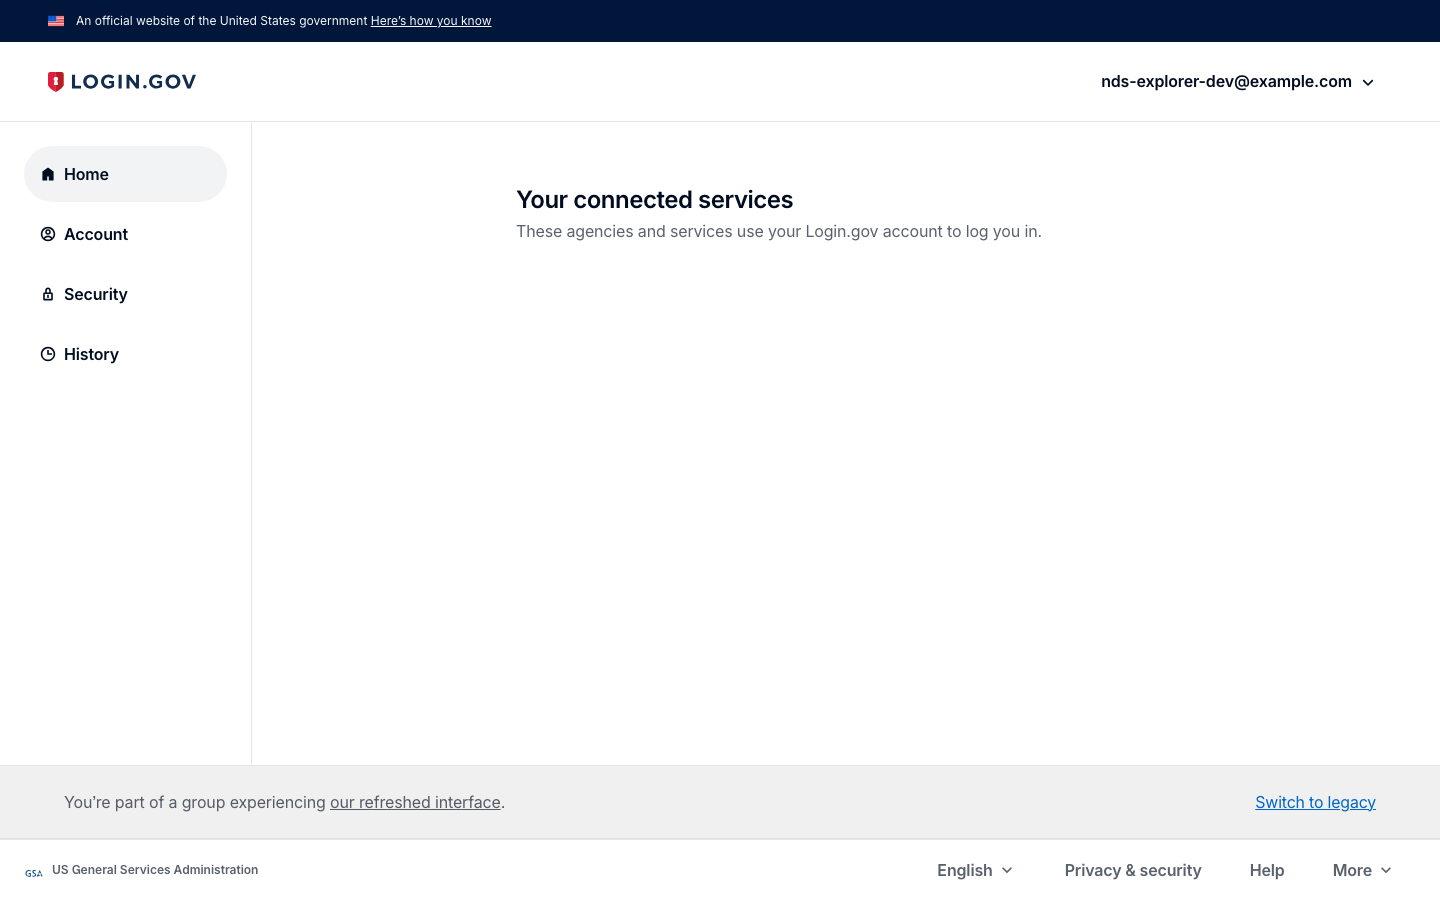 An official website of the United States government Here's how you know
LOGIN.GOV
nds-explorer-dev@example.com
Home
Account
Security
History
Your connected services
These agencies and services use your Login.gov account to log you in.
You're part of a group experiencing our refreshed interface.
Switch to legacy
GSA
US General Services Administration
English
Privacy & security
Help
More